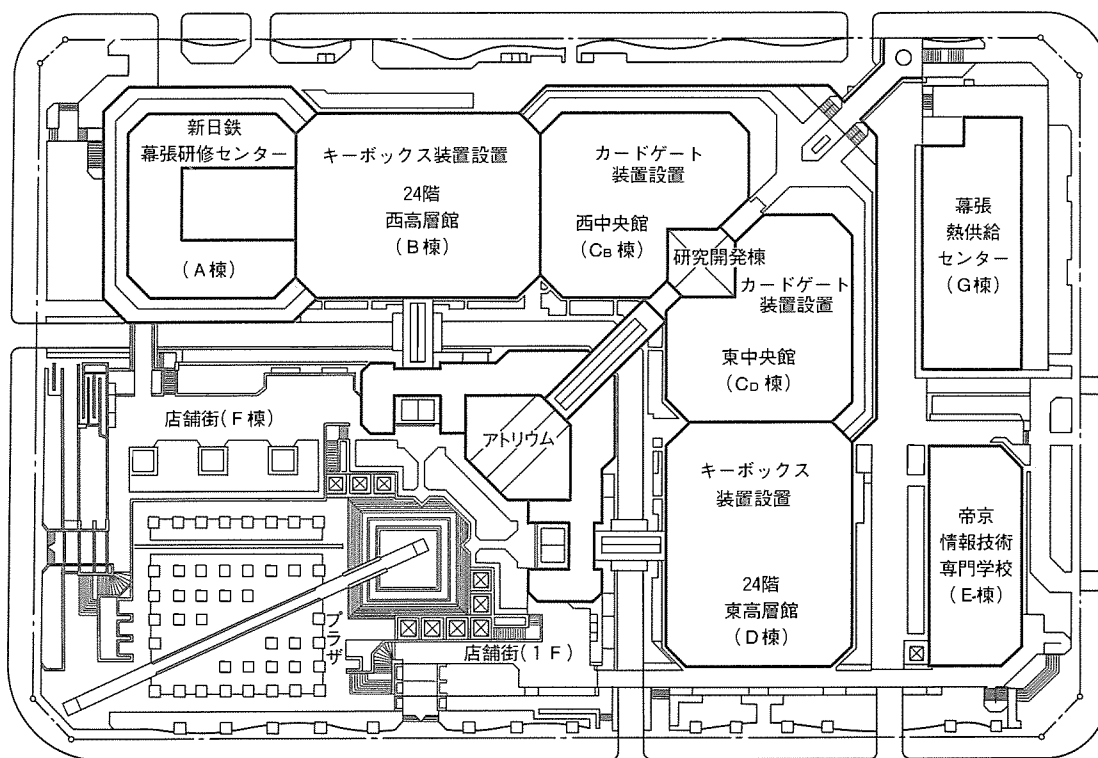 新日鉄
幕張研修センター
（A棟）
キーボックス装置設置
24階
西高層館
（B棟）
カードゲート
装置設置
西中央館
（CB棟）
研究開発棟
カードゲート
装置設置
東中央館
（CD棟）
幕張
熱供給
センター
（G棟）
店舗街（F棟）
アトリウム
キーボックス
装置設置
24階
東高層館
（D棟）
帝京
情報技術
専門学校
（E棟）
プラザ
店舗街（1F）